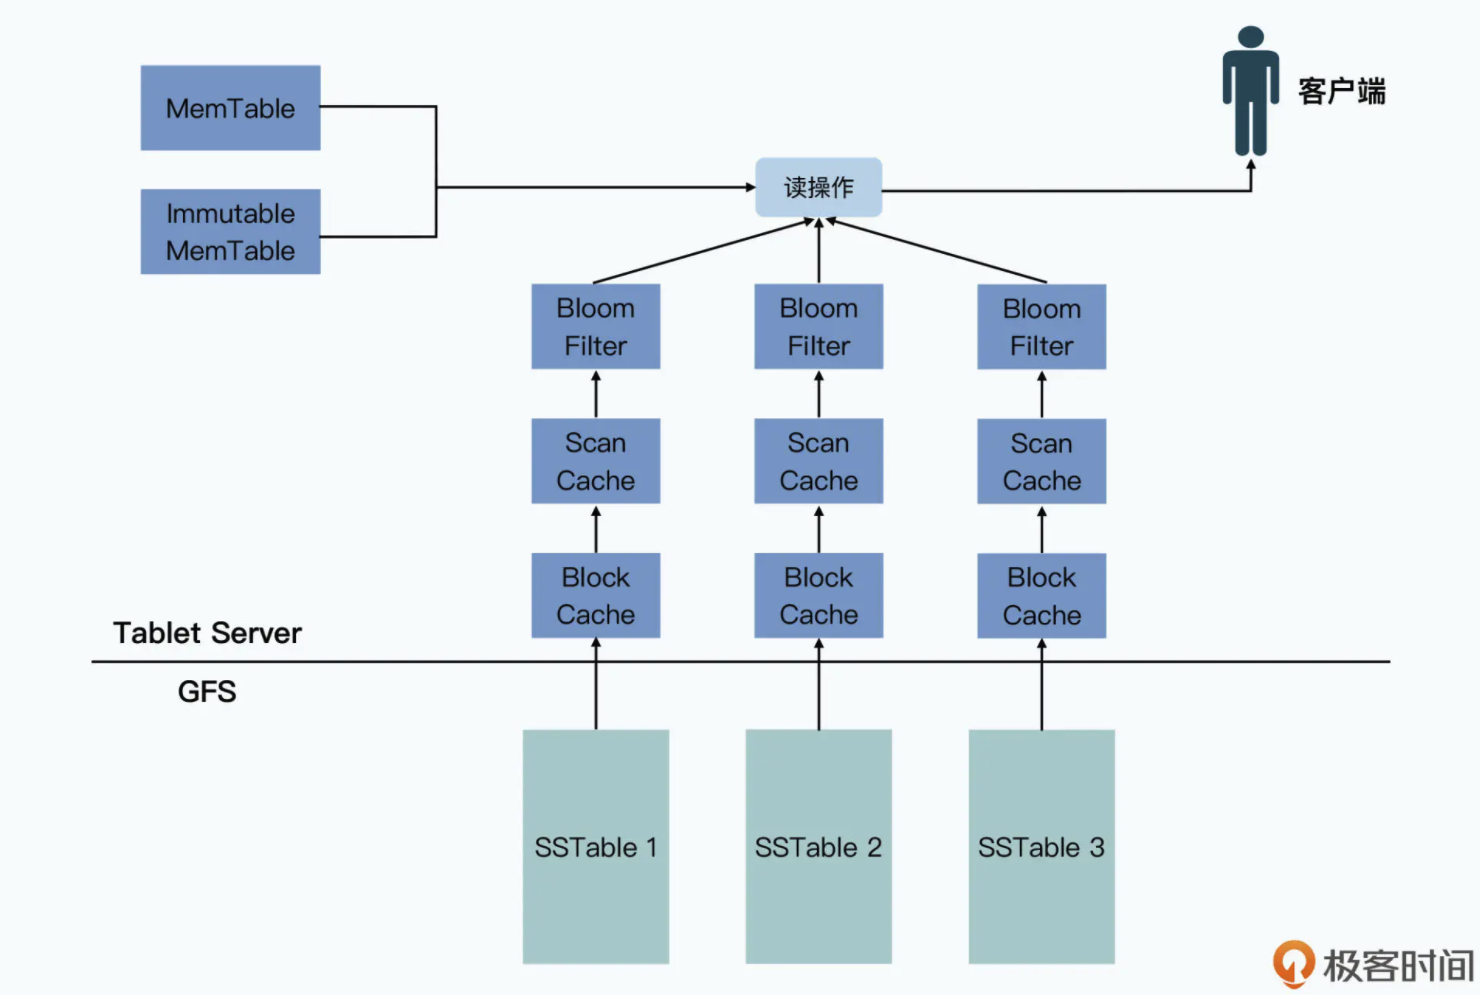 MemTable
客户端
读操作
Immutable
MemTable
Bloom
Filter
Bloom
Filter
Bloom
Filter
Scan
Cache
Scan
Cache
Scan
Cache
Block
Cache
Block
Cache
Block
Cache
Tablet Server
GFS
SSTable 1
SSTable 2
SSTable 3
极客时间